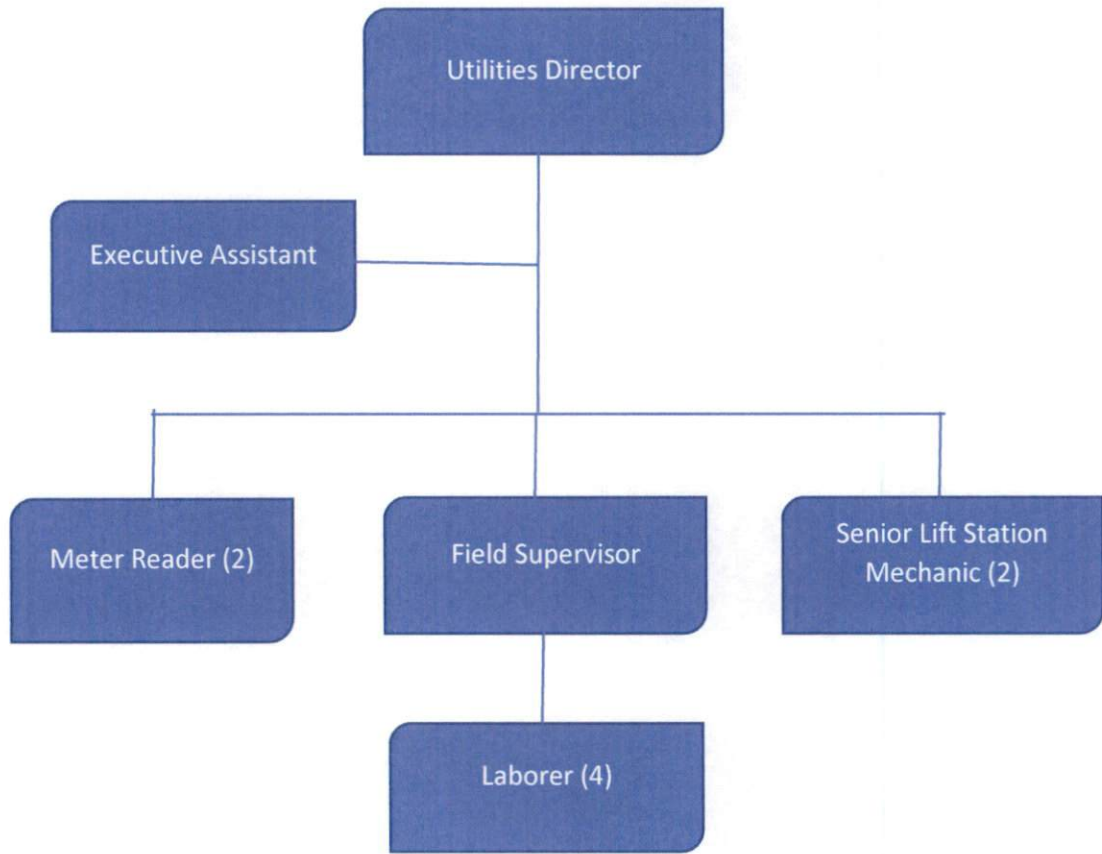 Utilities Director
Executive Assistant
Meter Reader (2)
Field Supervisor
Senior Lift Station
Mechanic (2)
Laborer (4)